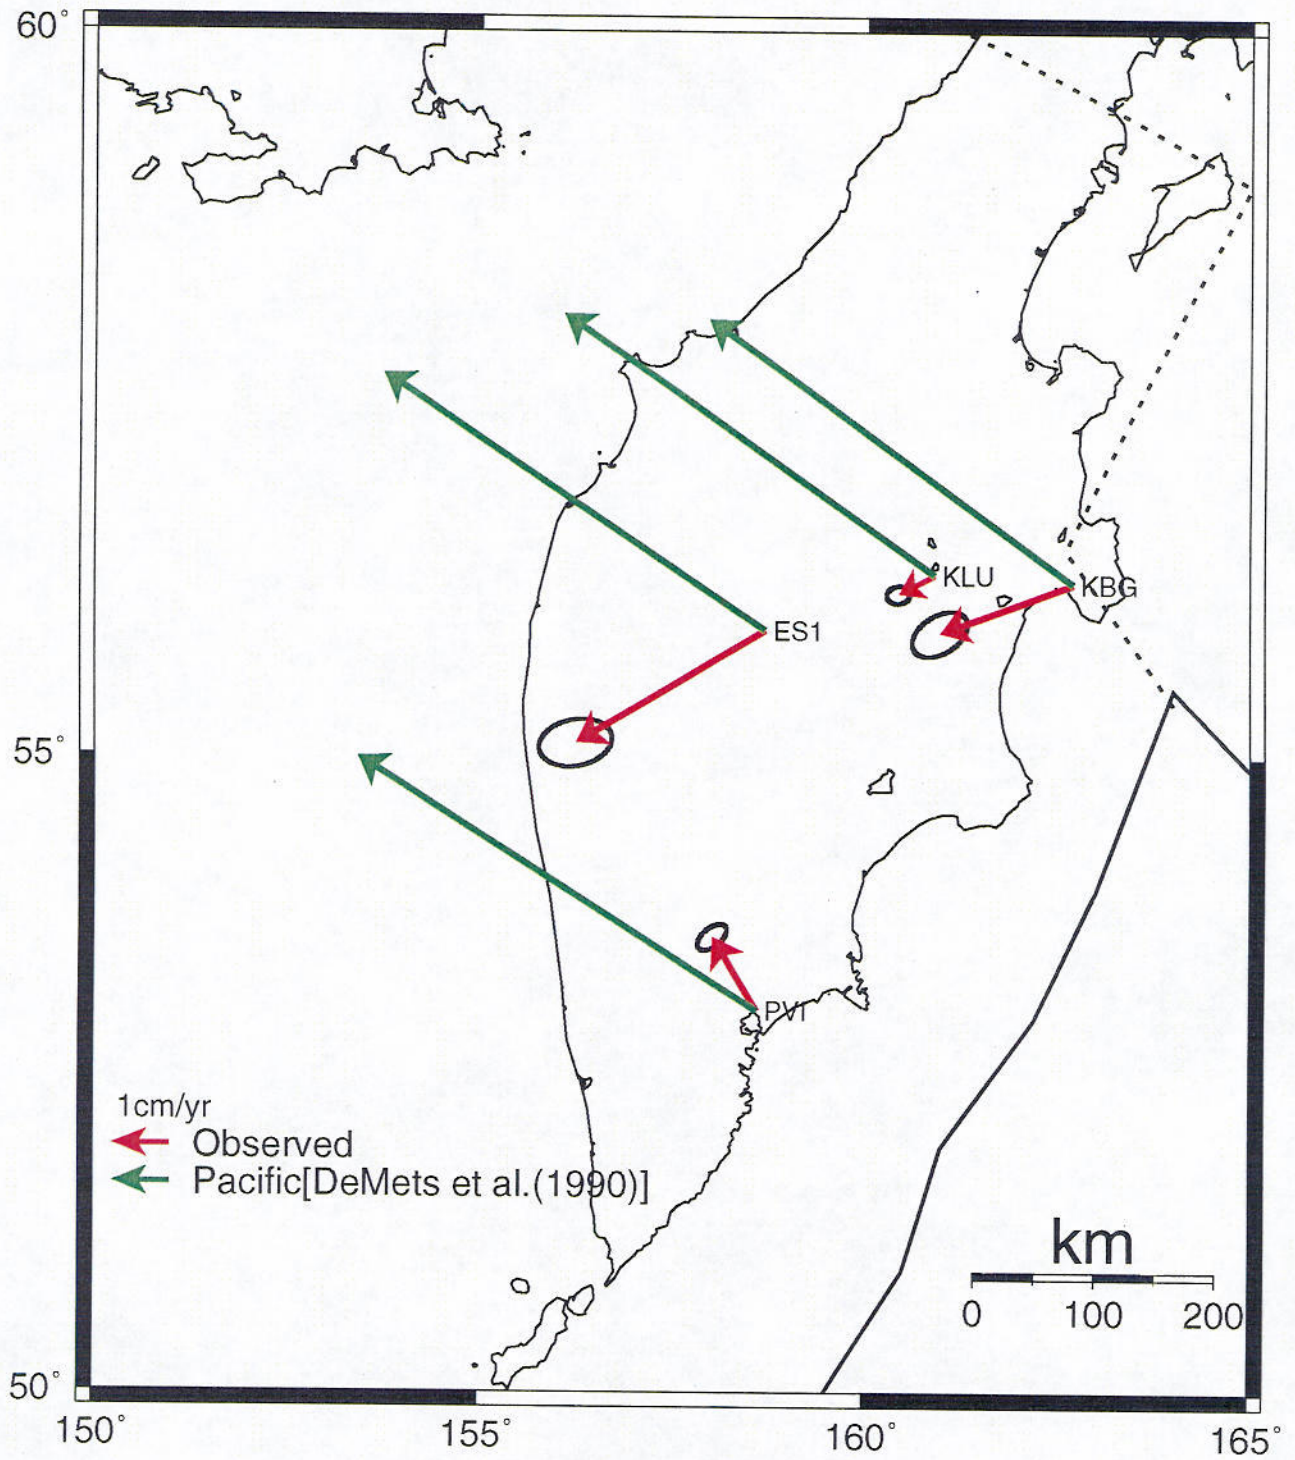 60°
KLU
KBG
ES1
55°
PVI
1cm/yr
Observed
Pacific[DeMets et al.(1990)]
km
0 100 200
50°
150° 155° 160° 165°